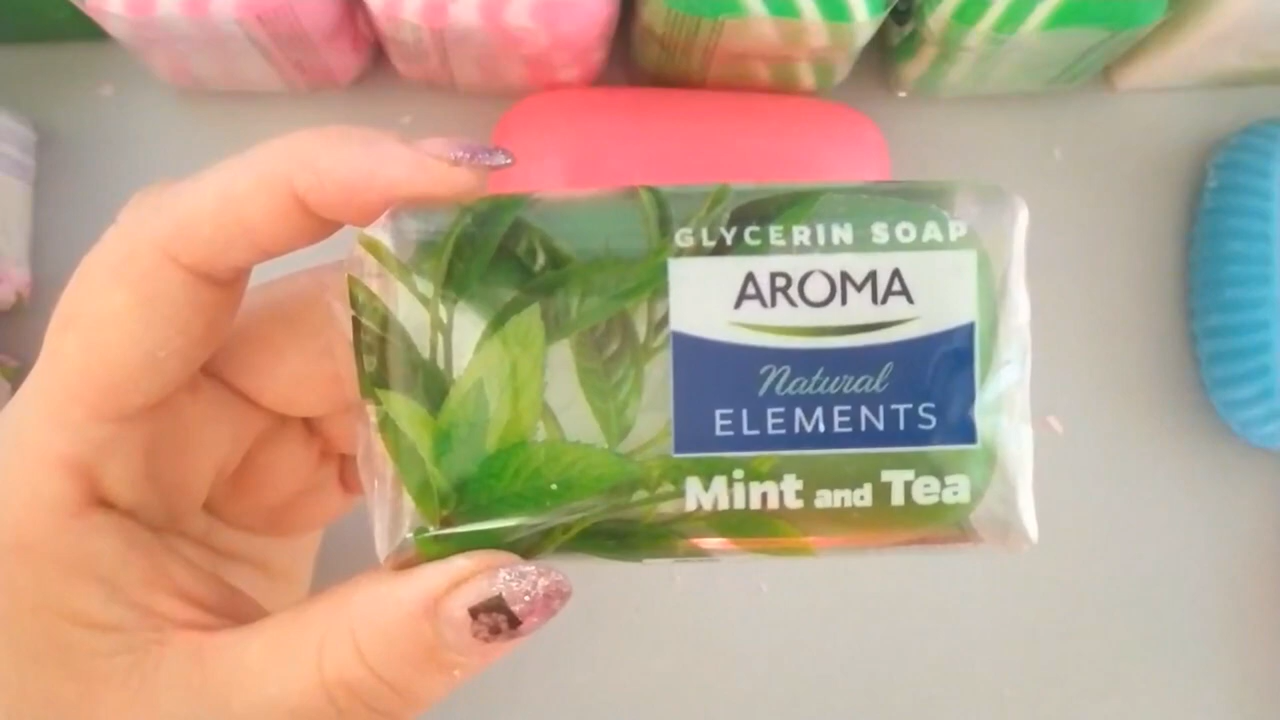 GLYCERIN SOAP
AROMA
Natural
ELEMENTS
Mint and Tea